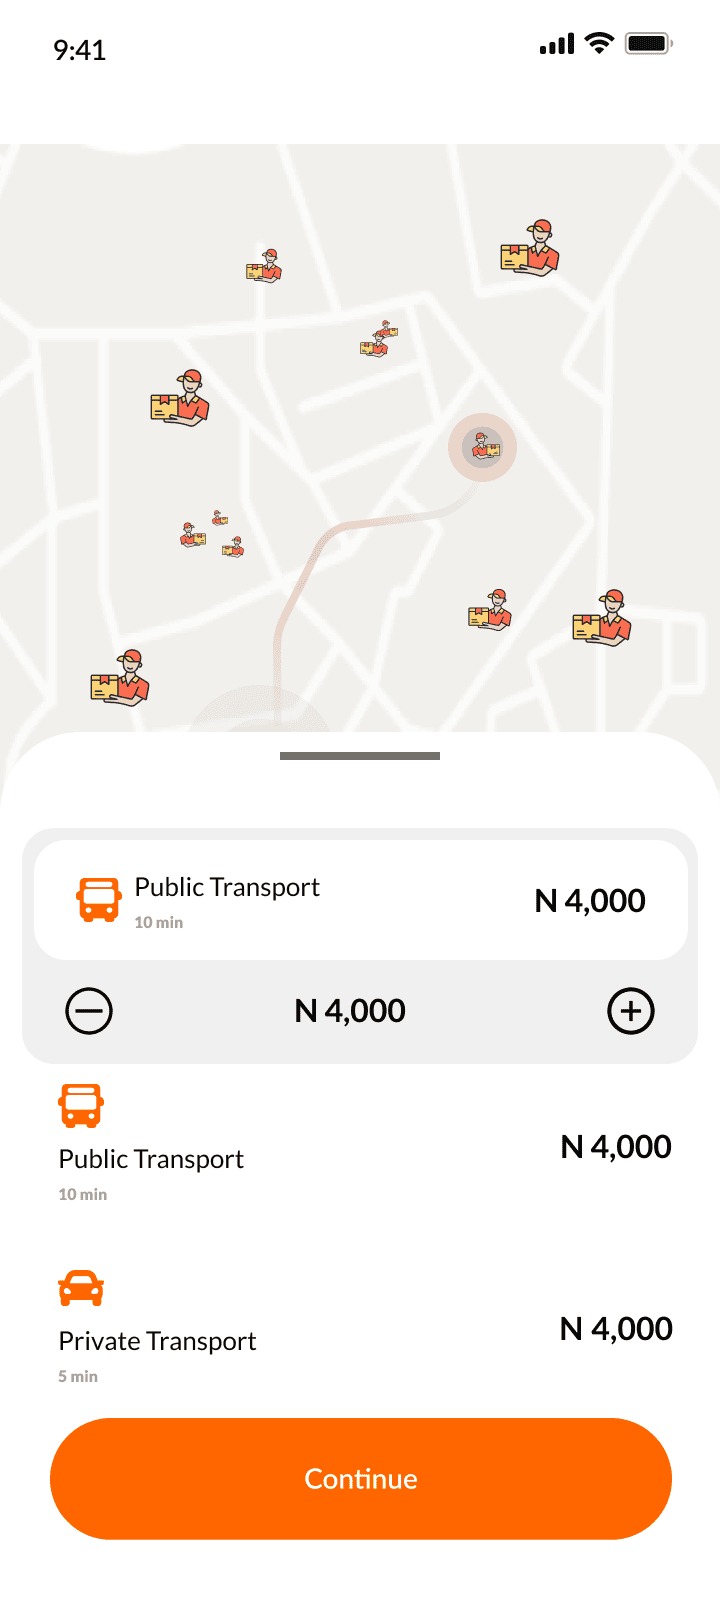 9:41
Public Transport
10 min
N 4,000
N 4,000
Public Transport
10 min
N 4,000
Private Transport
5 min
N 4,000
Continue